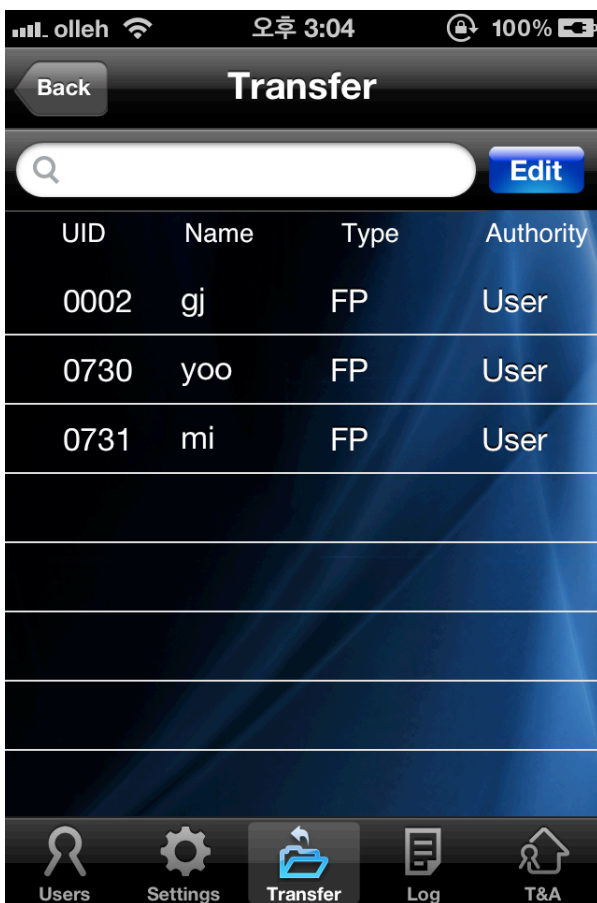 olleh 오후 3:04 100%
Back Transfer
Edit
UID Name Type Authority
0002 gj FP User
0730 yoo FP User
0731 mi FP User
Users Settings Transfer Log T&A